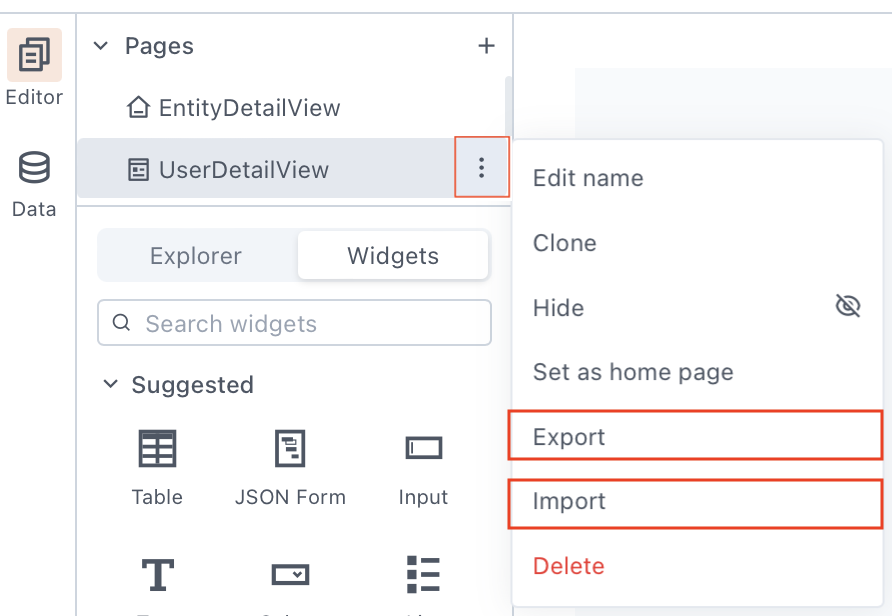 Editor
Data
Pages
EntityDetailView
UserDetailView
Explorer
Widgets
Search widgets
Suggested
Table
JSON Form
Input
Edit name
Clone
Hide
Set as home page
Export
Import
Delete